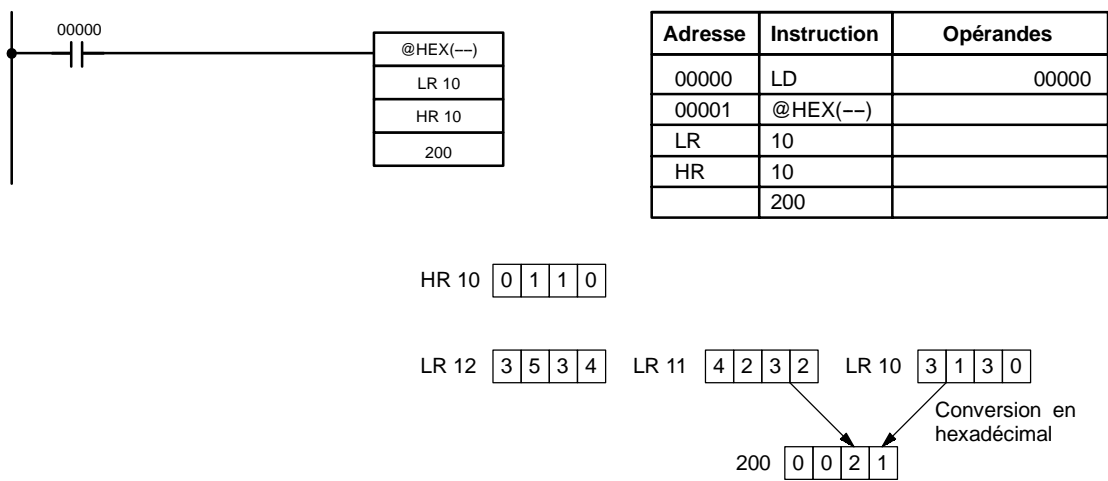 00000
@HEX(−−)
LR 10
HR 10
200
Adresse Instruction Opérandes
00000 LD 00000
00001 @HEX(−−)
LR 10
HR 10
200
HR 10 0 1 1 0
LR 12 3 5 3 4 LR 11 4 2 3 2 LR 10 3 1 3 0
Conversion en
hexadécimal
200 0 0 2 1